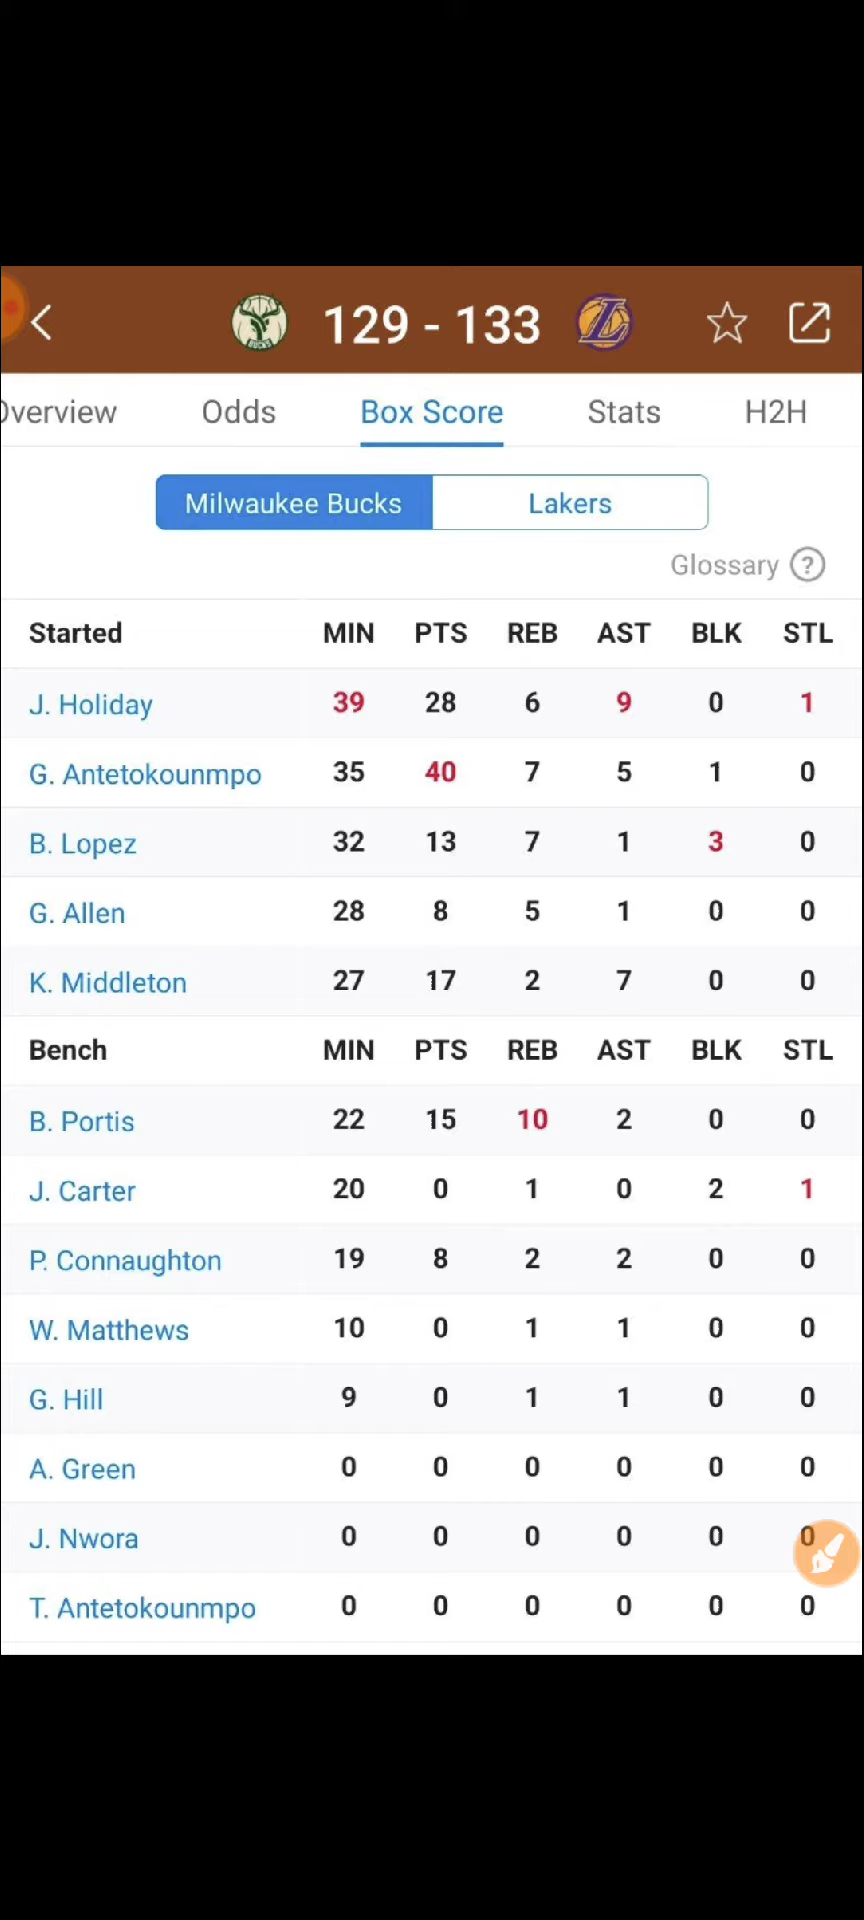 129 - 133
Overview Odds Box Score Stats H2H
Milwaukee Bucks Lakers
Glossary ?
Started MIN PTS REB AST BLK STL
J. Holiday 39 28 6 9 0 1
G. Antetokounmpo 35 40 7 5 1 0
B. Lopez 32 13 7 1 3 0
G. Allen 28 8 5 1 0 0
K. Middleton 27 17 2 7 0 0
Bench MIN PTS REB AST BLK STL
B. Portis 22 15 10 2 0 0
J. Carter 20 0 1 0 2 1
P. Connaughton 19 8 2 2 0 0
W. Matthews 10 0 1 1 0 0
G. Hill 9 0 1 1 0 0
A. Green 0 0 0 0 0 0
J. Nwora 0 0 0 0 0 0
T. Antetokounmpo 0 0 0 0 0 0